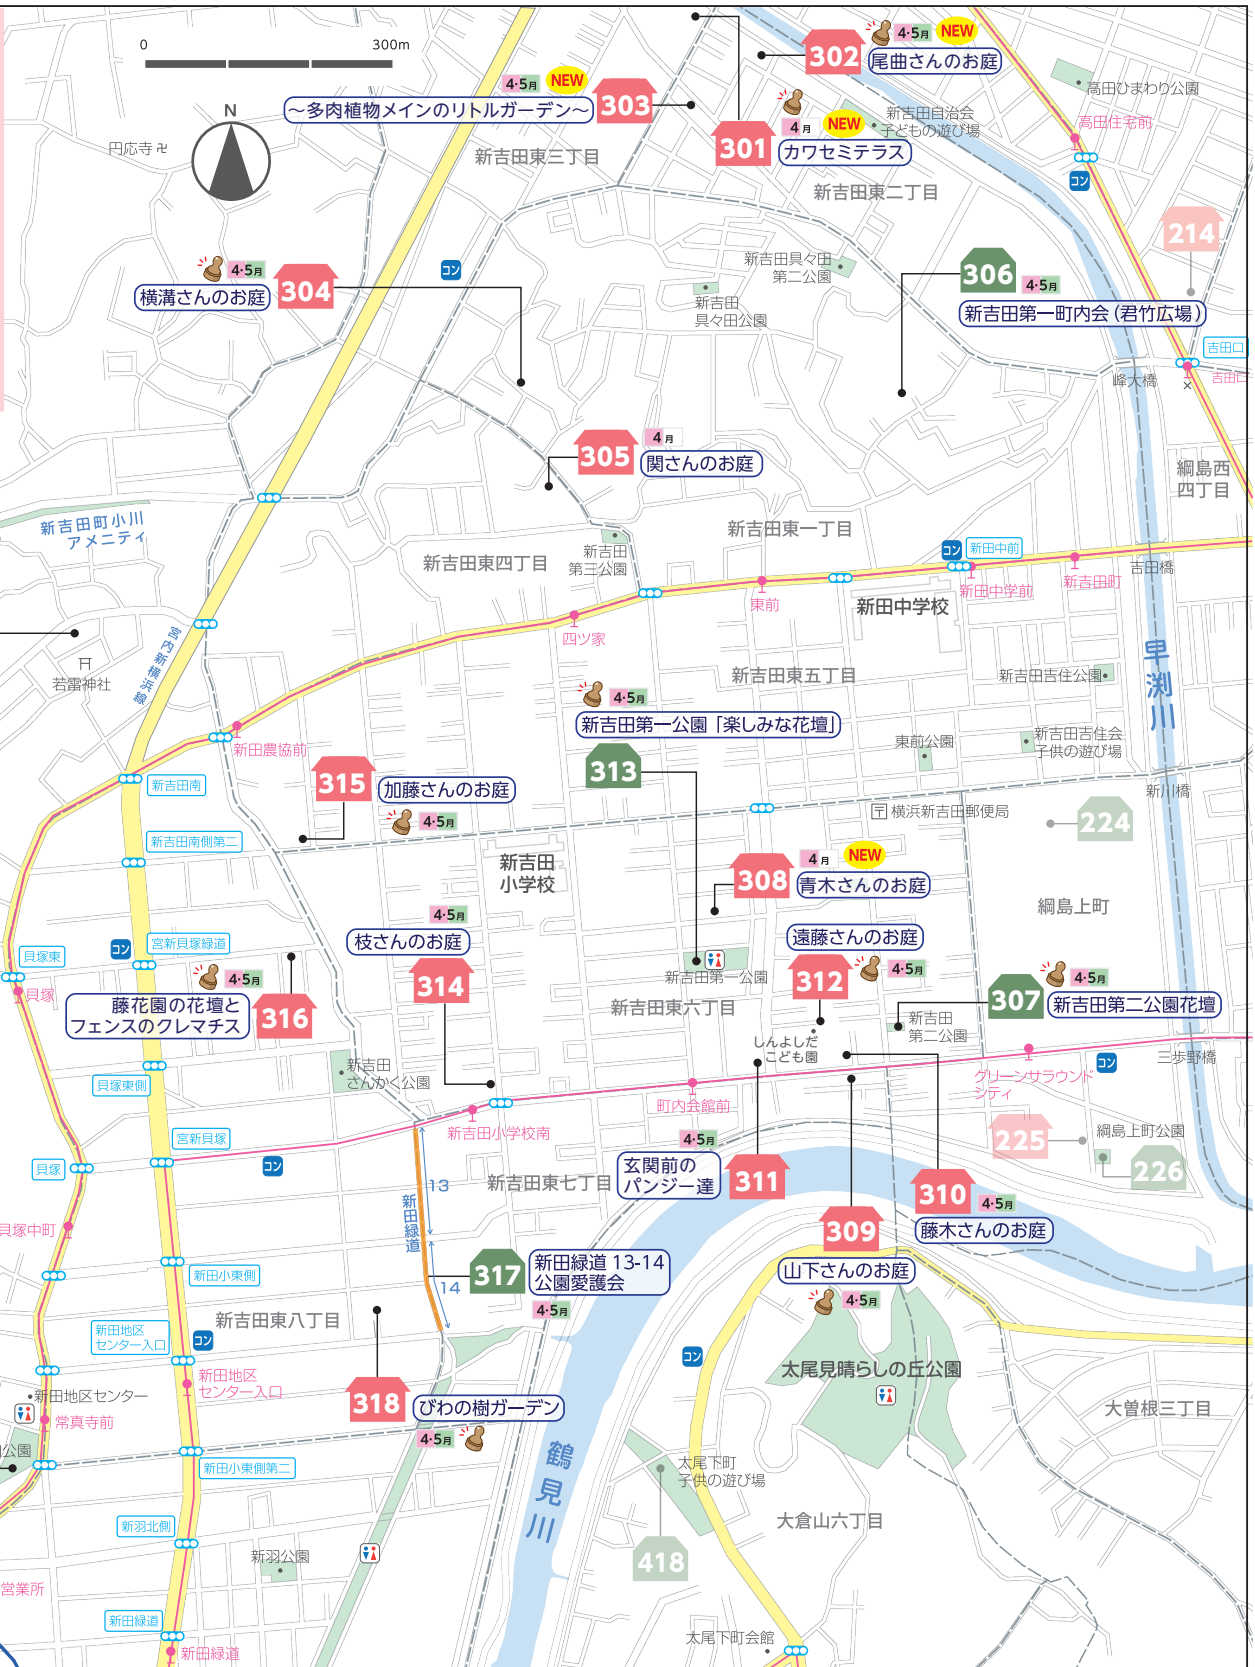 0
300m
N
円応寺
4·5月
NEW
302
尾曲さんのお庭
4·5月
NEW
303
～多肉植物メインのリトルガーデン～
4月
NEW
301
カワセミテラス
高田ひまわり公園
新吉田自治会
子どもの遊び場
高田住宅前
コン
新吉田東三丁目
新吉田東二丁目
214
4·5月
304
横溝さんのお庭
コン
新吉田貝々田
第二公園
新吉田
貝々田公園
306
4·5月
新吉田第一町内会（君竹広場）
吉田口
吉田口
峰大橋
4月
305
関さんのお庭
綱島西
四丁目
新吉田町小川
アメニティ
新吉田東一丁目
新吉田東四丁目
新吉田
第三公園
コン
新田中前
新田中学前
新吉田町
吉田橋
東前
新田中学校
四ツ家
宮内新横浜線
若雷神社
新吉田東五丁目
新吉田吉住公園
早渕川
4·5月
新吉田第一公園「楽しみな花壇」
313
東前公園
新吉田吉住会
子供の遊び場
新田農協前
新吉田南
315
加藤さんのお庭
4·5月
新川橋
横浜新吉田郵便局
224
新吉田南側第二
新吉田
小学校
4月
NEW
308
青木さんのお庭
綱島上町
4·5月
枝さんのお庭
314
遠藤さんのお庭
312
4·5月
貝塚東
コン
宮新貝塚緑道
貝塚
4·5月
藤花園の花壇と
フェンスのクレマチス
316
新吉田第一公園
新吉田東六丁目
4·5月
307
新吉田第二公園花壇
新吉田
第二公園
しんよしだ
こども園
三歩野橋
コン
グリーンサラウンド
シティ
新吉田
さんかく公園
貝塚東側
町内会館前
新吉田小学校南
宮新貝塚
貝塚
コン
225
綱島上町公園
226
4·5月
玄関前の
パンジー達
311
新吉田東七丁目
13
新田緑道
14
310
4·5月
藤木さんのお庭
309
山下さんのお庭
4·5月
貝塚中町
新田小東側
317
新田緑道 13-14
公園愛護会
4·5月
新吉田東八丁目
新田地区
センター入口
コン
新田地区
センター入口
コン
太尾見晴らしの丘公園
新田地区センター
常真寺前
318
びわの樹ガーデン
4·5月
大曽根三丁目
公園
新田小東側第二
鶴見川
太尾下町
子供の遊び場
大倉山六丁目
新羽北側
新羽公園
418
営業所
新田緑道
新田緑道
太尾下町会館